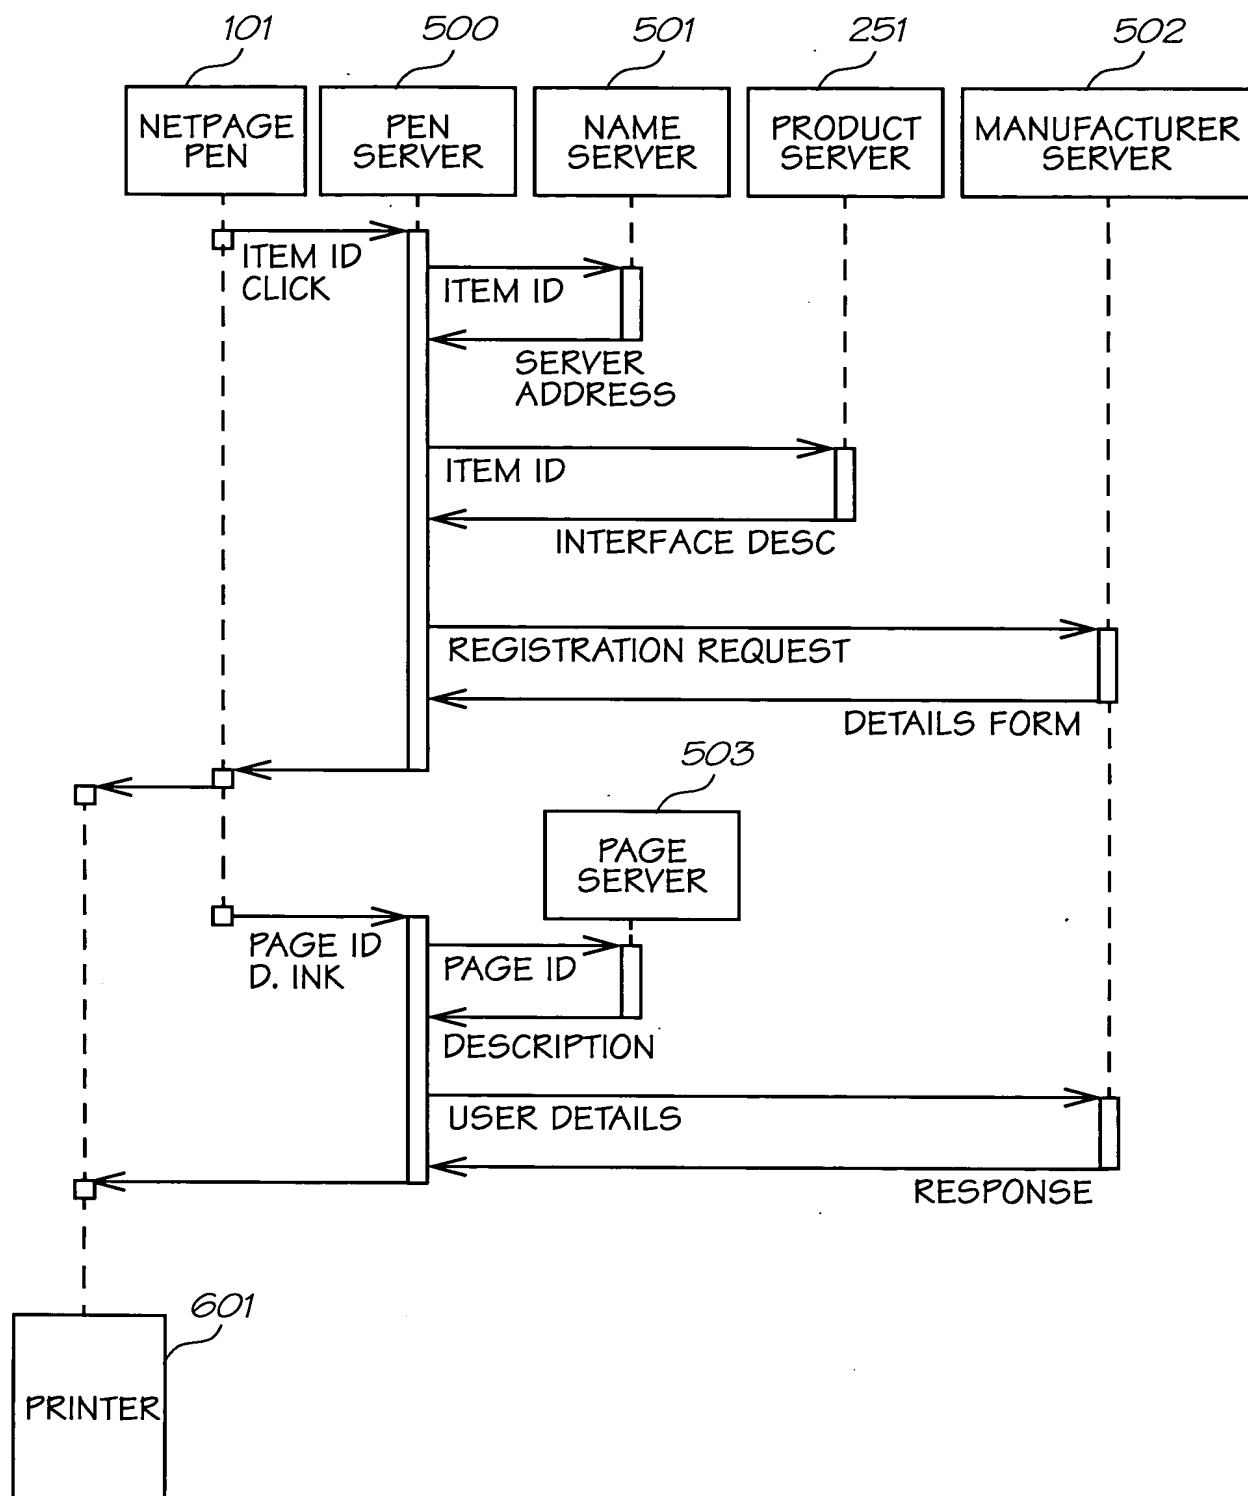 101
500
501
251
502
NETPAGE
PEN
PEN
SERVER
NAME
SERVER
PRODUCT
SERVER
MANUFACTURER
SERVER
ITEM ID
CLICK
ITEM ID
SERVER
ADDRESS
ITEM ID
INTERFACE DESC
REGISTRATION REQUEST
DETAILS FORM
503
PAGE
SERVER
PAGE ID
D. INK
PAGE ID
DESCRIPTION
USER DETAILS
RESPONSE
601
PRINTER